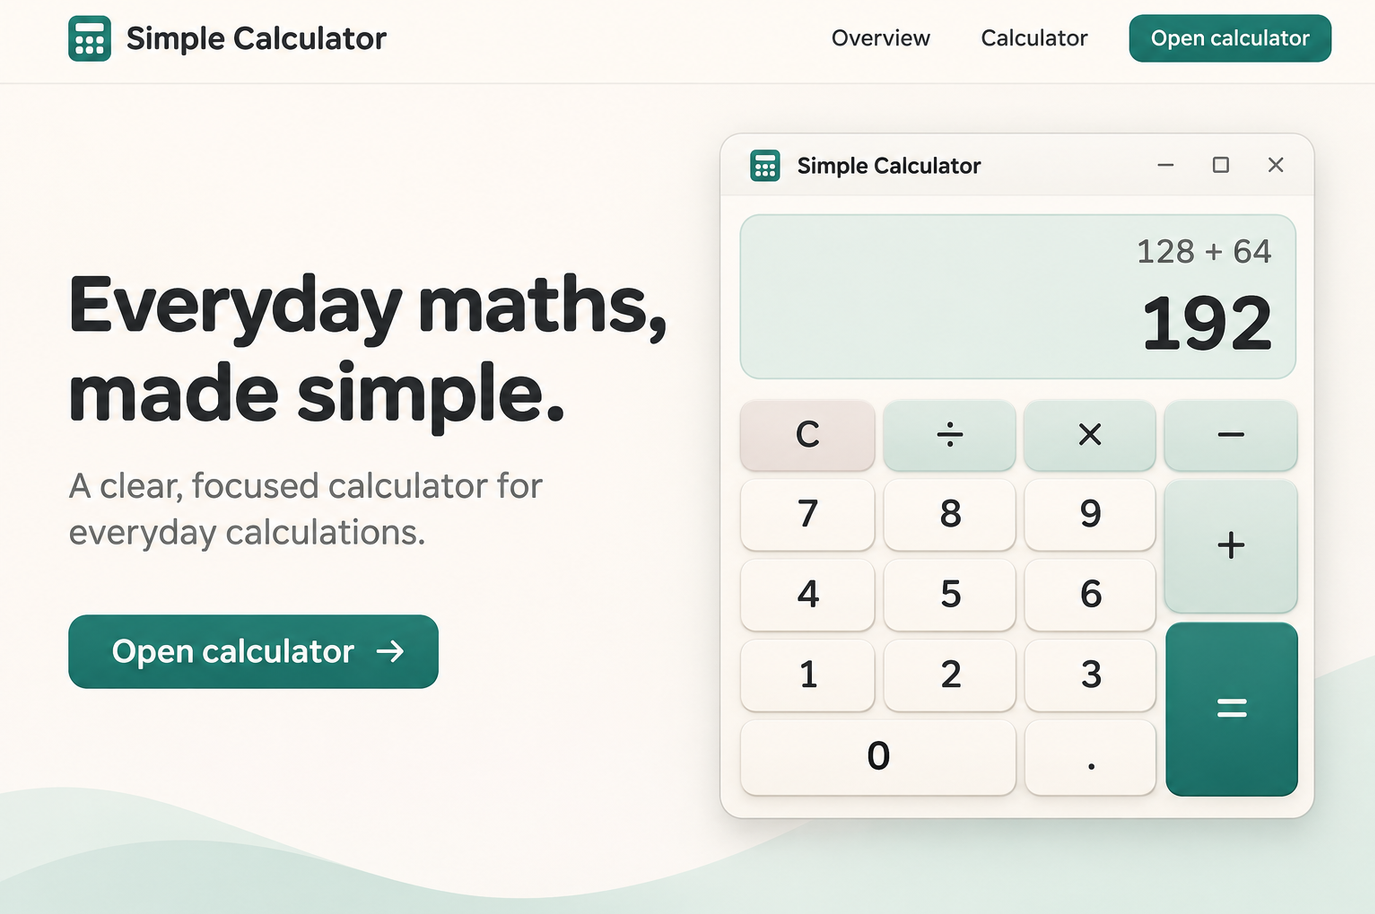 Simple Calculator
Overview
Calculator
Open calculator
Everyday maths,
made simple.
A clear, focused calculator for
everyday calculations.
Open calculator →
Simple Calculator
128 + 64
192
C ÷ × −
7 8 9
+
4 5 6
1 2 3
=
0 .